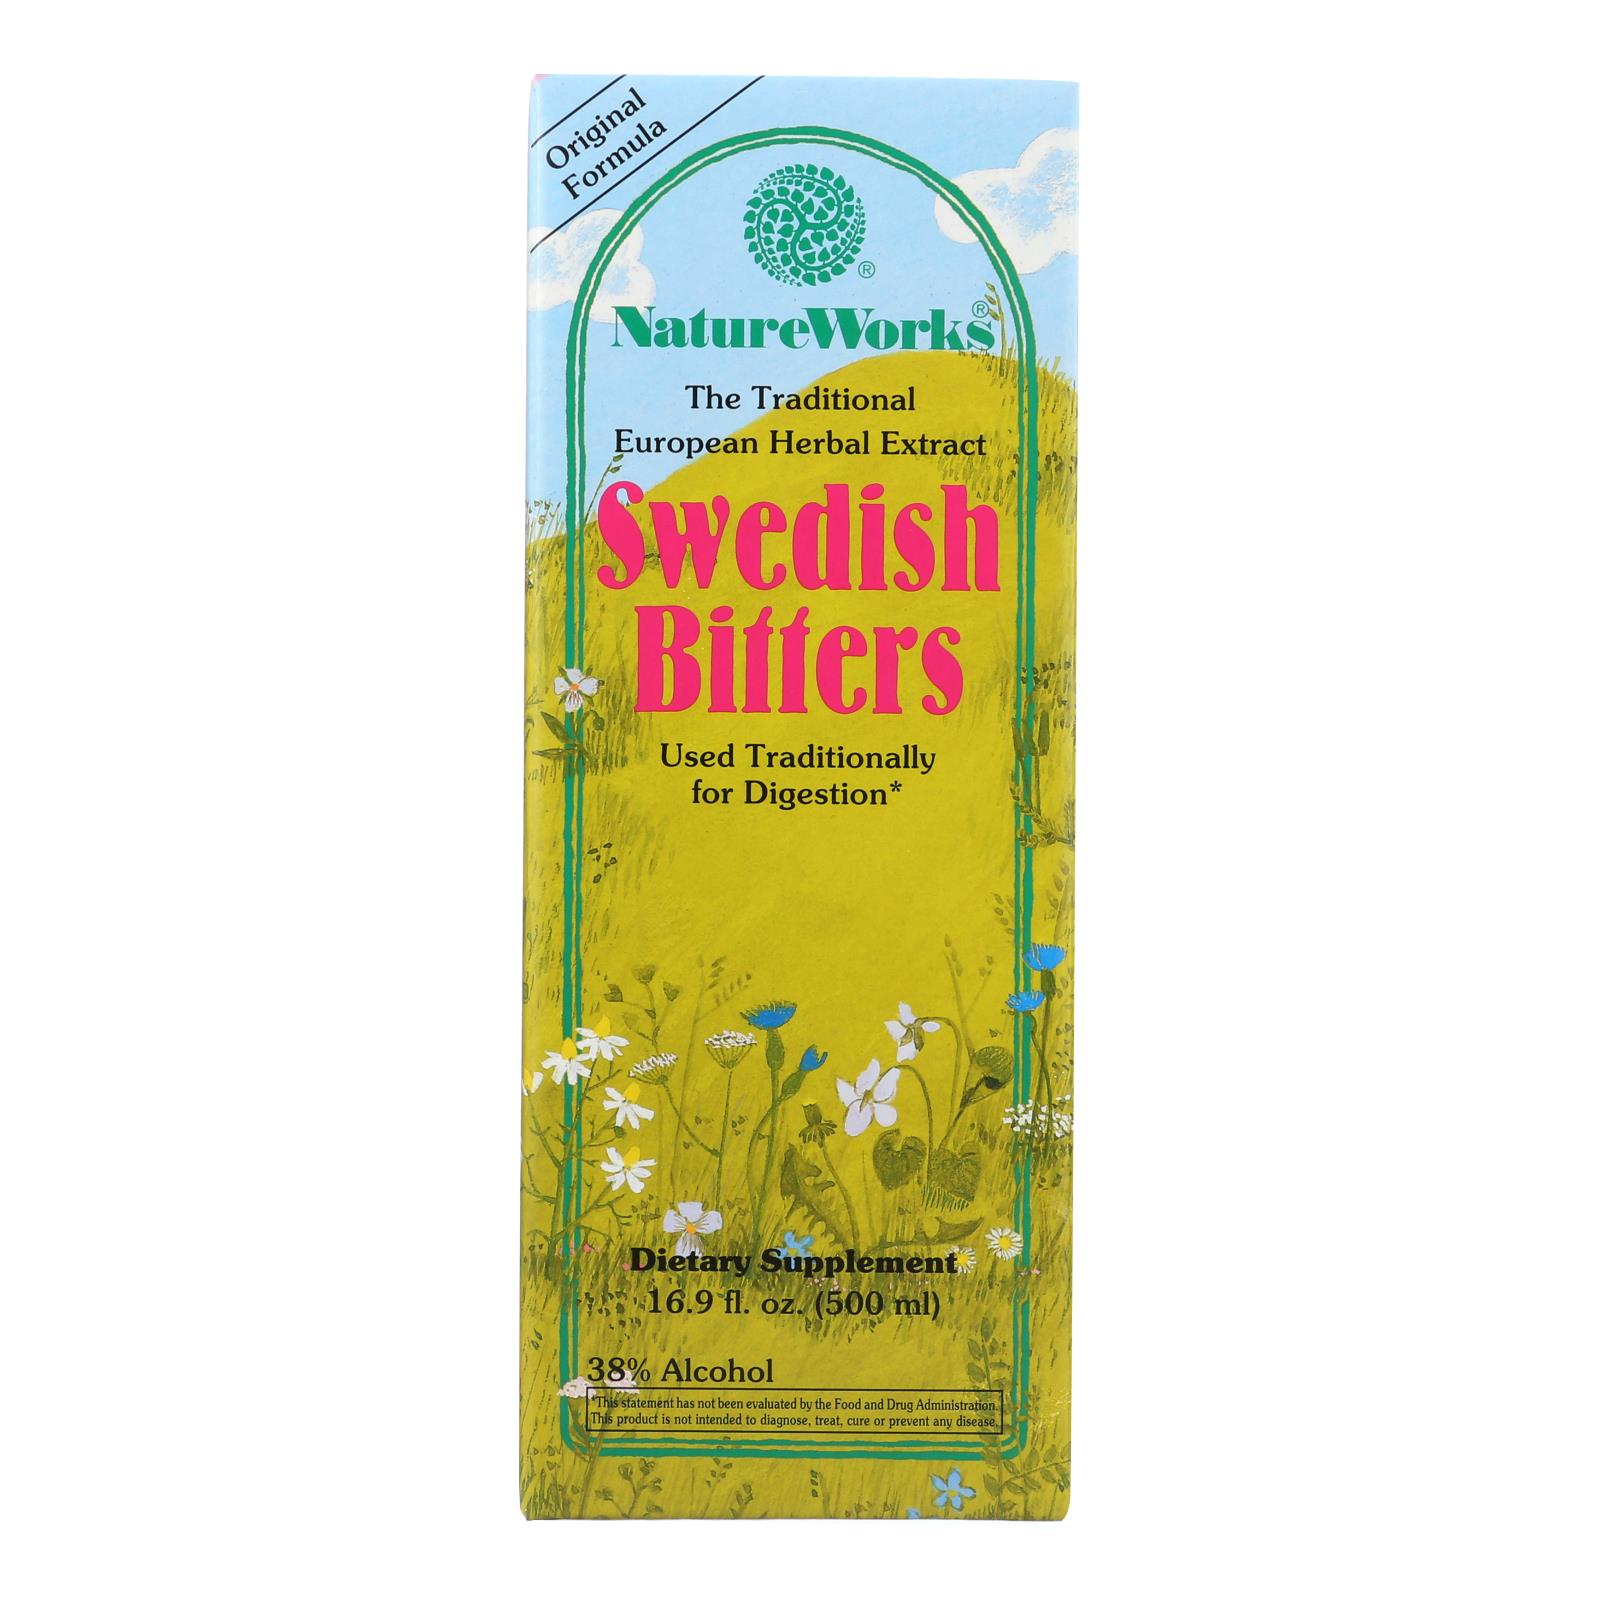 Original
Formula
®
NatureWorks®
The Traditional
European Herbal Extract
Swedish
Bitters
Used Traditionally
for Digestion*
Dietary Supplement
16.9 fl. oz. (500 ml)
38% Alcohol
*This statement has not been evaluated by the Food and Drug Administration.
This product is not intended to diagnose, treat, cure or prevent any disease.